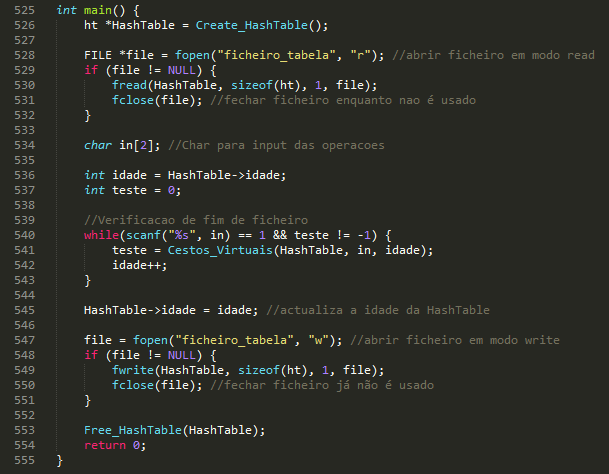 525 int main() {
526 ht *HashTable = Create_HashTable();
527
528 FILE *file = fopen("ficheiro_tabela", "r"); //abrir ficheiro em modo read
529 if (file != NULL) {
530 fread(HashTable, sizeof(ht), 1, file);
531 fclose(file); //fechar ficheiro enquanto nao é usado
532 }
533
534 char in[2]; //Char para input das operacoes
535
536 int idade = HashTable->idade;
537 int teste = 0;
538
539 //Verificacao de fim de ficheiro
540 while(scanf("%s", in) == 1 && teste != -1) {
541 teste = Cestos_Virtuais(HashTable, in, idade);
542 idade++;
543 }
544
545 HashTable->idade = idade; //actualiza a idade da HashTable
546
547 file = fopen("ficheiro_tabela", "w"); //abrir ficheiro em modo write
548 if (file != NULL) {
549 fwrite(HashTable, sizeof(ht), 1, file);
550 fclose(file); //fechar ficheiro já não é usado
551 }
552
553 Free_HashTable(HashTable);
554 return 0;
555 }